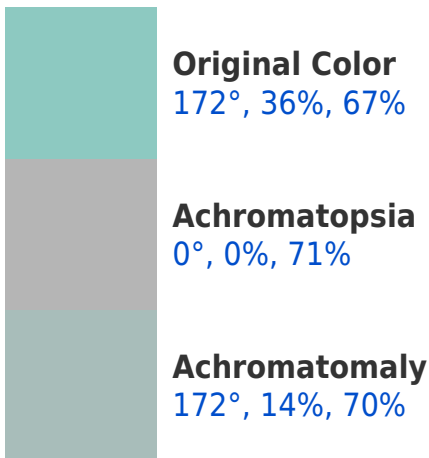 Original Color
172°, 36%, 67%
Achromatopsia
0°, 0%, 71%
Achromatomaly
172°, 14%, 70%